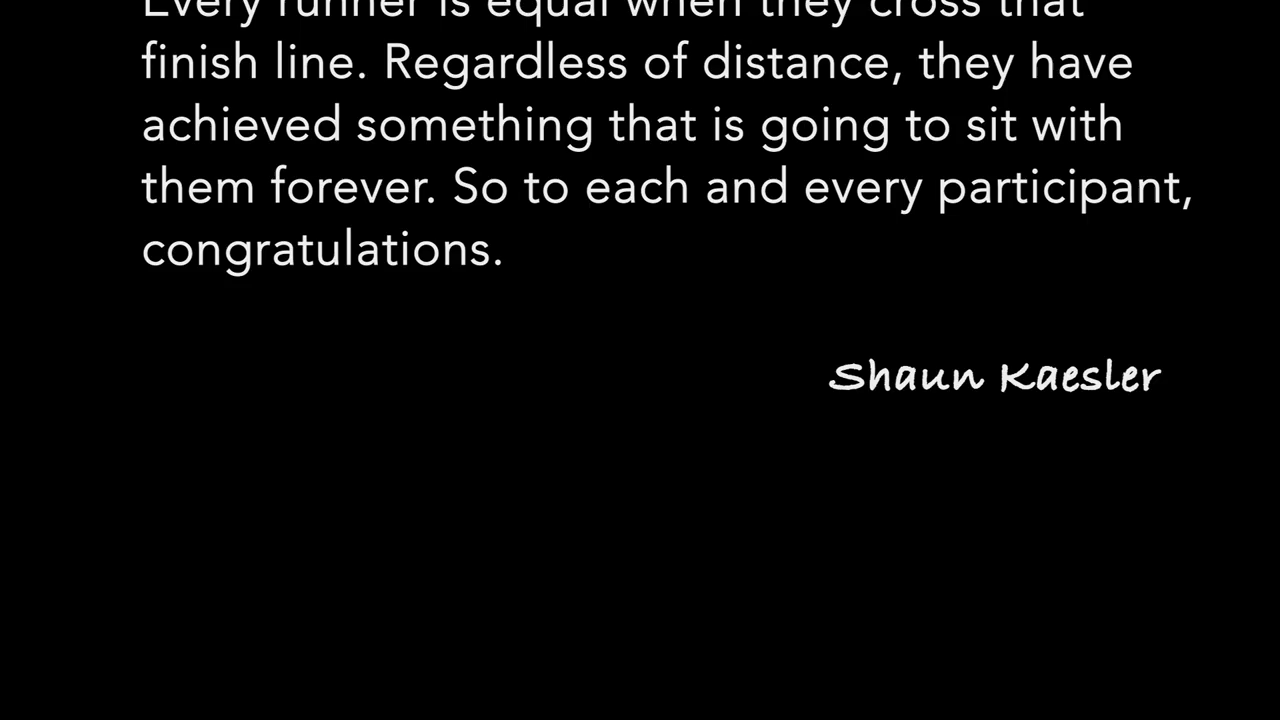 Every runner is equal when they cross that
finish line. Regardless of distance, they have
achieved something that is going to sit with
them forever. So to each and every participant,
congratulations.
Shaun Kaesler